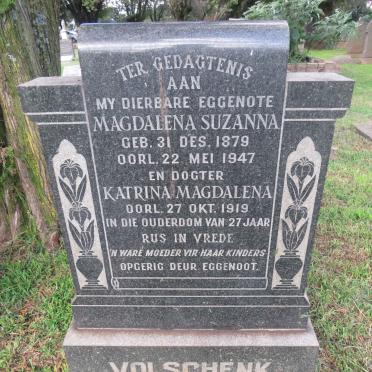 TER GEDAGTENIS
AAN
MY DIERBARE EGGENOTE
MAGDALENA SUZANNA
GEB. 31 DES. 1879
OORL. 22 MEI 1947
EN DOGTER
KATRINA MAGDALENA
OORL. 27 OKT. 1919
IN DIE OUDERDOM VAN 27 JAAR
RUS IN VREDE
'N WARE MOEDER VIR HAAR KINDERS
OPGERIG DEUR EGGENOOT.
VOLSCHENK